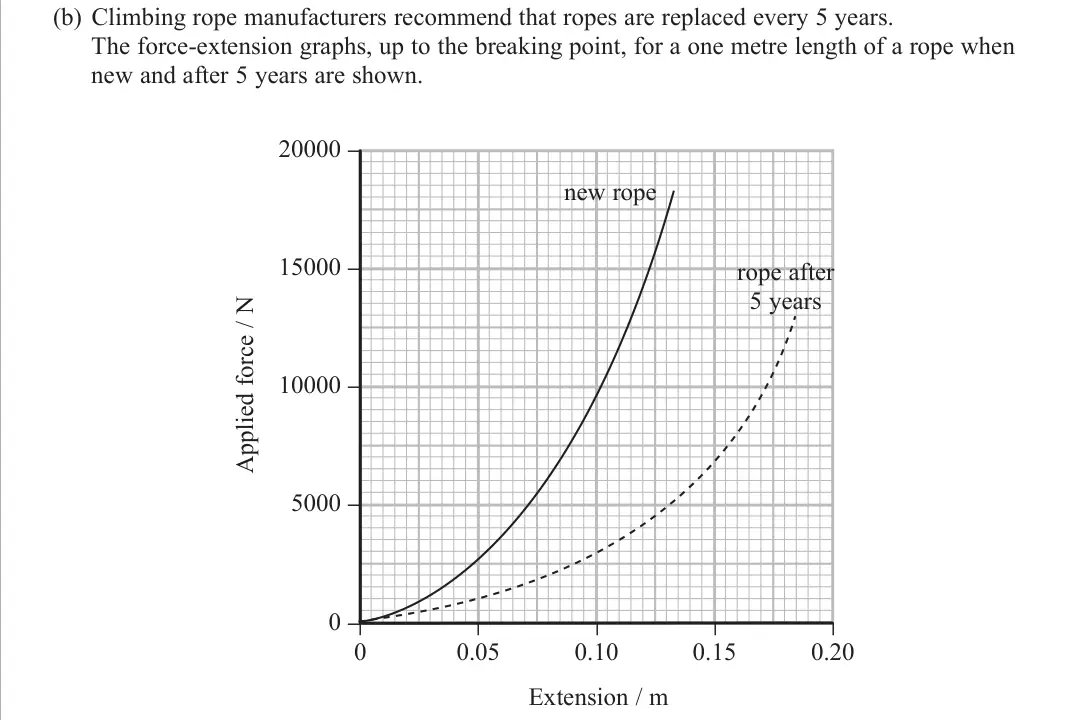 (b) Climbing rope manufacturers recommend that ropes are replaced every 5 years.
The force-extension graphs, up to the breaking point, for a one metre length of a rope when
new and after 5 years are shown.
20000
new rope
15000
rope after
5 years
Applied force / N
10000
5000
0
0 0.05 0.10 0.15 0.20
Extension / m